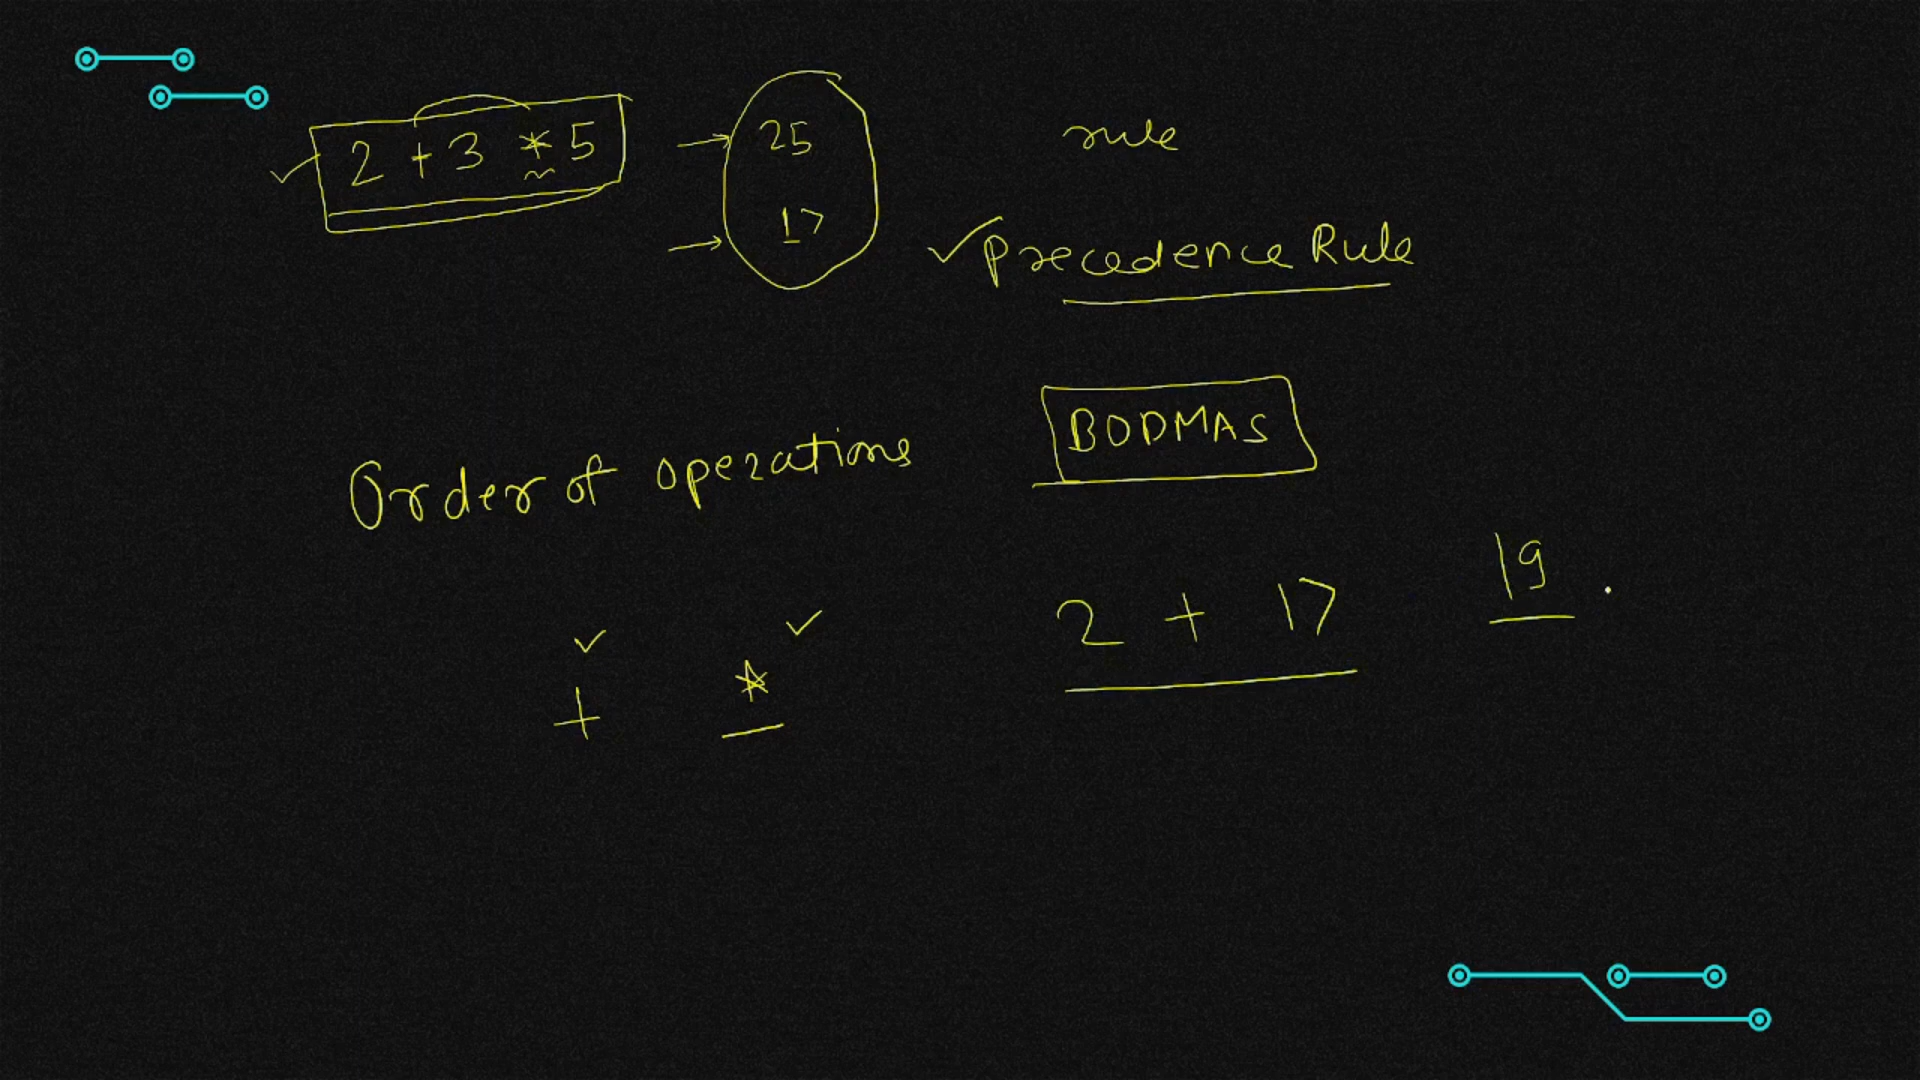 2 + 3 * 5 → 25 rule
→ 17 ✓ Precedence Rule
BODMAS
Order of operations
19
2 + 17
+ *